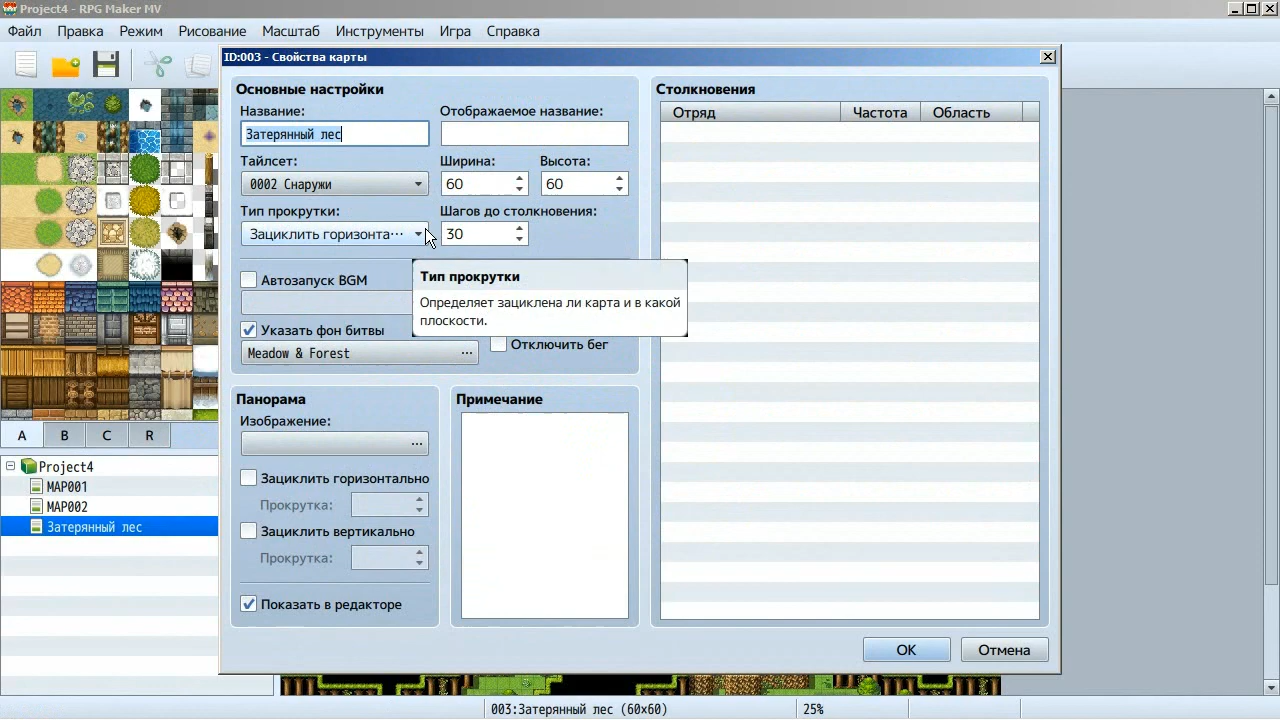 Project4 - RPG Maker MV
Файл Правка Режим Рисование Масштаб Инструменты Игра Справка
ID:003 - Свойства карты
Основные настройки
Название:
Отображаемое название:
Затерянный лес
Тайлсет:
Ширина:
Высота:
0002 Снаружи
60
60
Тип прокрутки:
Шагов до столкновения:
Зациклить горизонта···
30
Тип прокрутки
Определяет зациклена ли карта и в какой
плоскости.
Автозапуск BGM
Указать фон битвы
Meadow & Forest
...
Отключить бег
Панорама
Изображение:
...
Зациклить горизонтально
Прокрутка:
Зациклить вертикально
Прокрутка:
Показать в редакторе
Примечание
Столкновения
Отряд Частота Область
OK
Отмена
A B C R
Project4
MAP001
MAP002
Затерянный лес
003:Затерянный лес (60x60)
25%